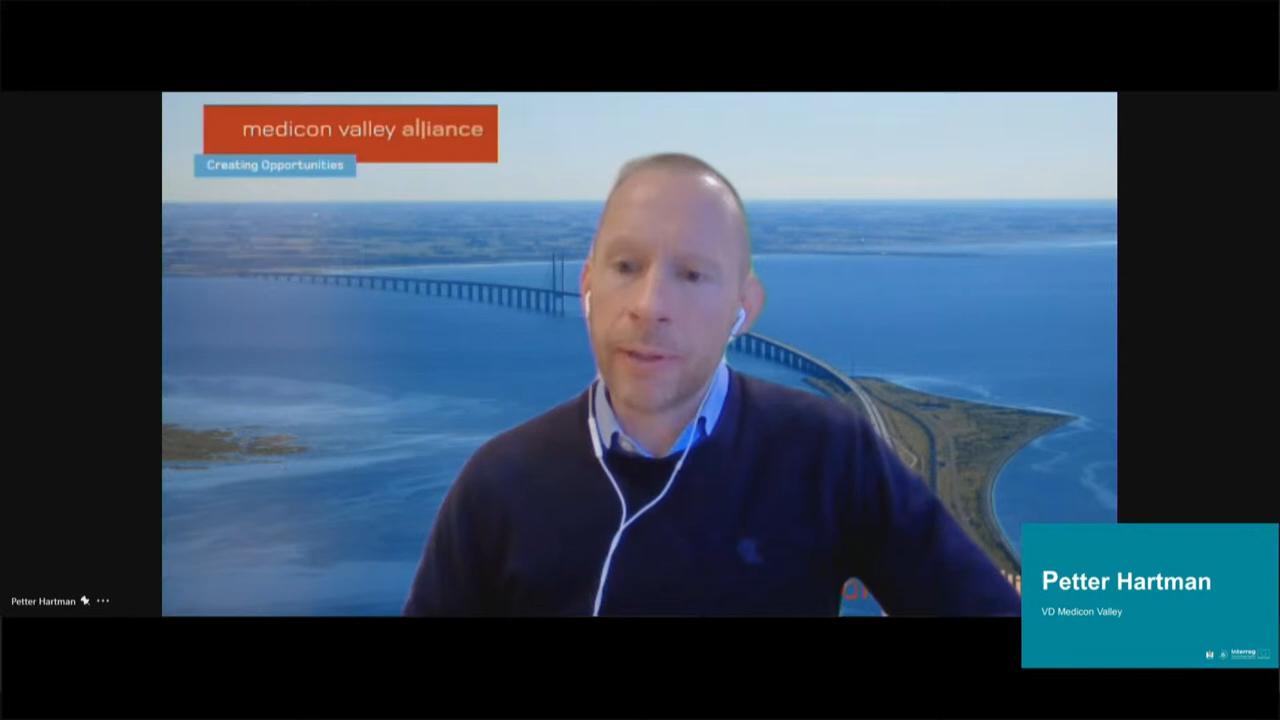 medicon valley alliance
Creating Opportunities
Petter Hartman
Petter Hartman
VD Medicon Valley
Interreg